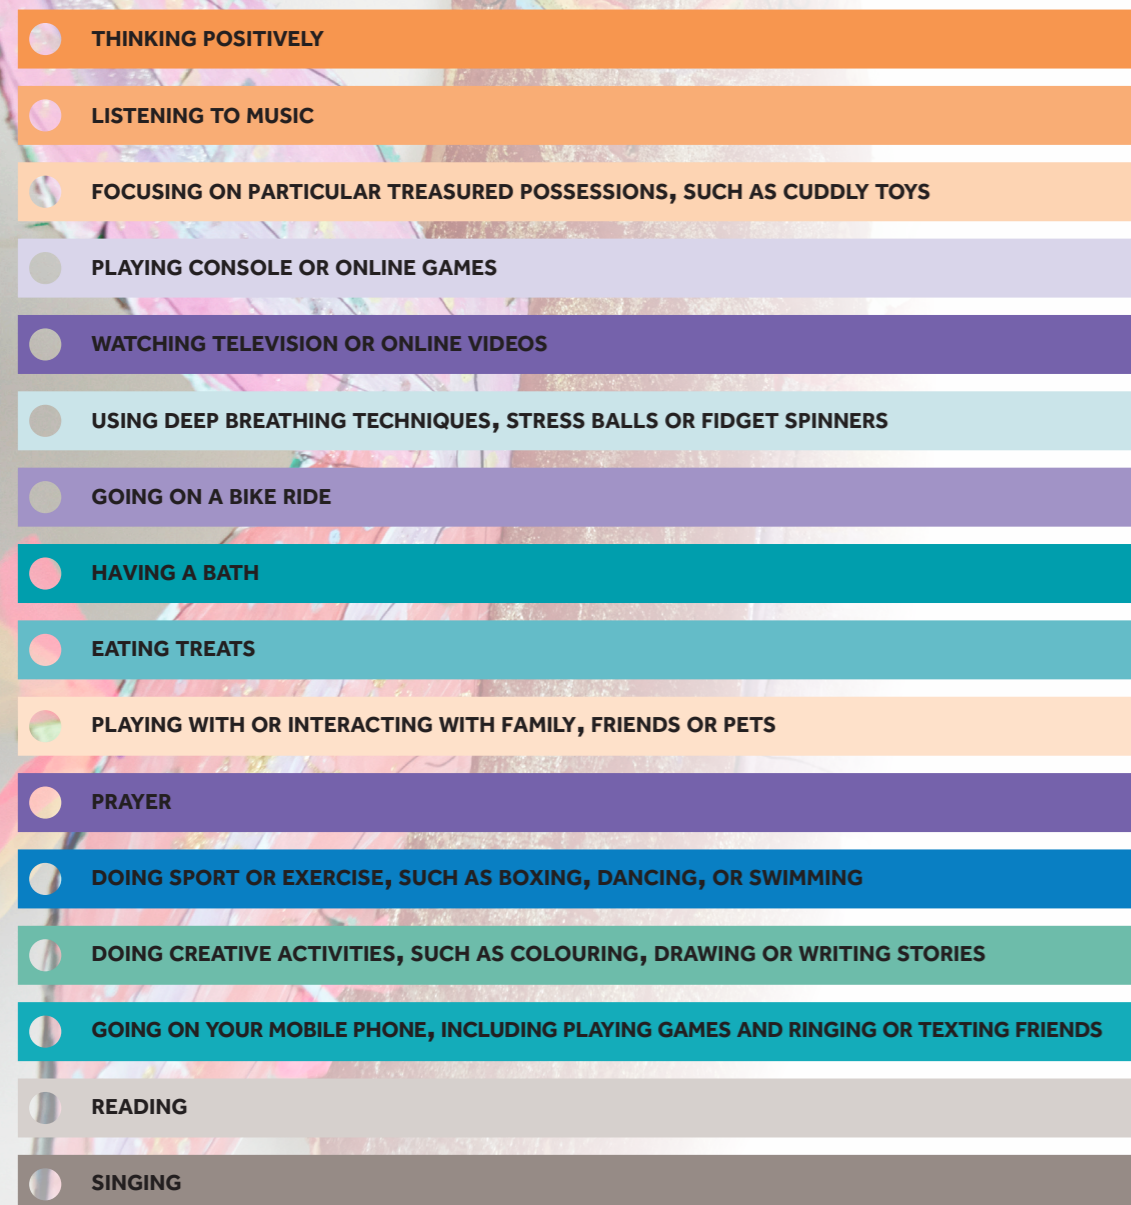 THINKING POSITIVELY
LISTENING TO MUSIC
FOCUSING ON PARTICULAR TREASURED POSSESSIONS, SUCH AS CUDDLY TOYS
PLAYING CONSOLE OR ONLINE GAMES
WATCHING TELEVISION OR ONLINE VIDEOS
USING DEEP BREATHING TECHNIQUES, STRESS BALLS OR FIDGET SPINNERS
GOING ON A BIKE RIDE
HAVING A BATH
EATING TREATS
PLAYING WITH OR INTERACTING WITH FAMILY, FRIENDS OR PETS
PRAYER
DOING SPORT OR EXERCISE, SUCH AS BOXING, DANCING, OR SWIMMING
DOING CREATIVE ACTIVITIES, SUCH AS COLOURING, DRAWING OR WRITING STORIES
GOING ON YOUR MOBILE PHONE, INCLUDING PLAYING GAMES AND RINGING OR TEXTING FRIENDS
READING
SINGING